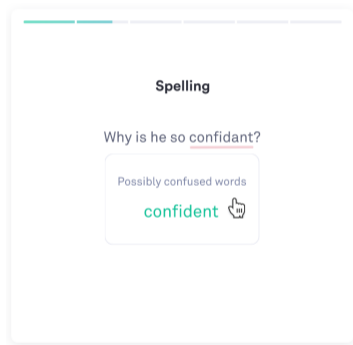 Spelling
Why is he so confidant?
Possibly confused words
confident